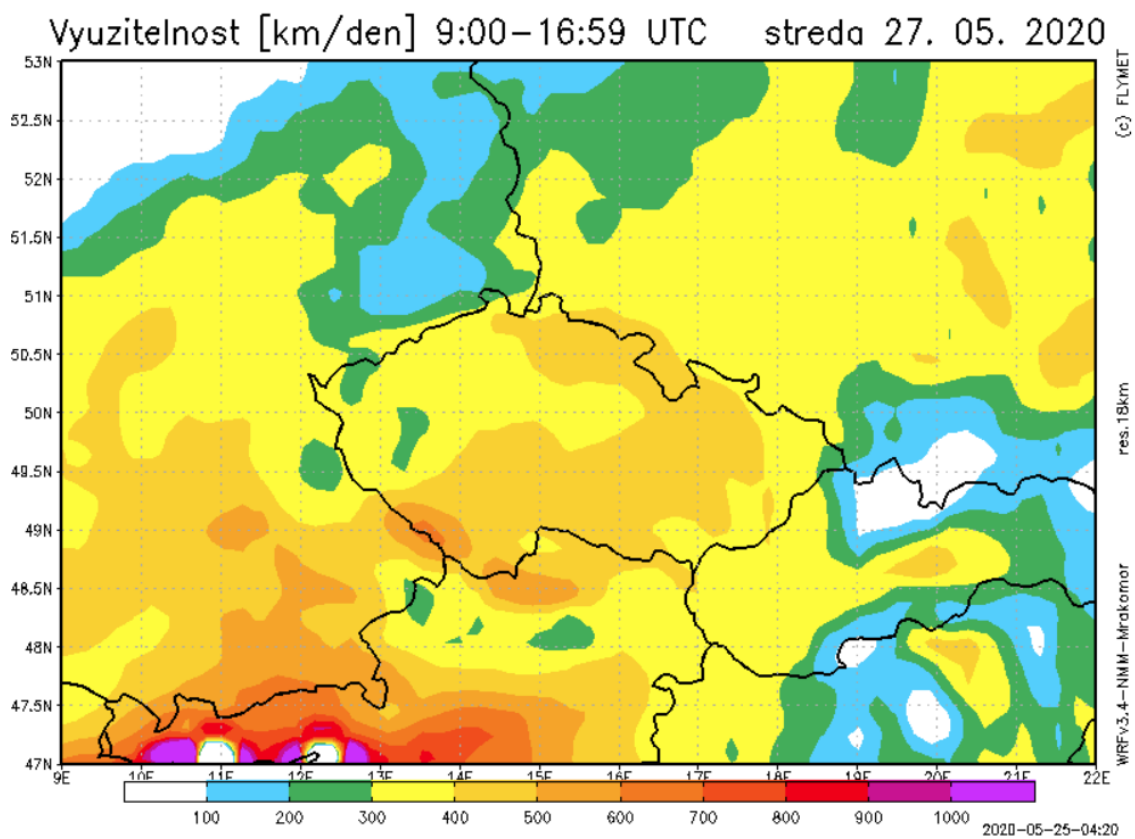 Vyuzitelnost [km/den] 9:00-16:59 UTC streda 27. 05. 2020
(c) FLYMET
53N
52.5N
52N
51.5N
51N
50.5N
50N
49.5N
49N
48.5N
48N
47.5N
47N
res.18km
WRFv3.4-NMM-Mrakomor
9E 10E 11E 12E 13E 14E 15E 16E 17E 18E 19E 20E 21E 22E
100 200 300 400 500 600 700 800 900 1000
2020-05-25-04:20